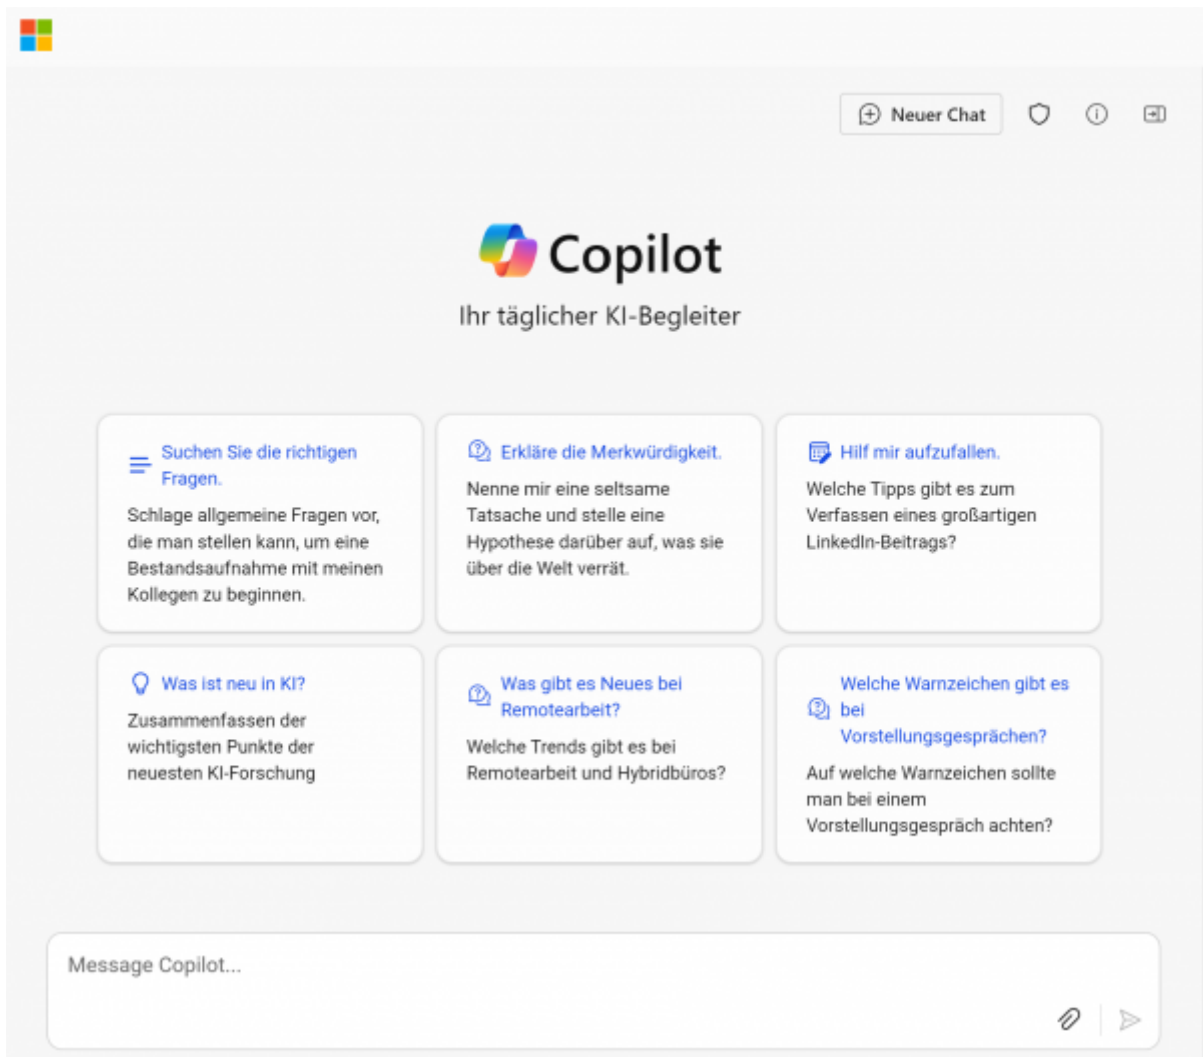 Neuer Chat
Copilot
Ihr täglicher KI-Begleiter
Suchen Sie die richtigen
Fragen.
Schlage allgemeine Fragen vor,
die man stellen kann, um eine
Bestandsaufnahme mit meinen
Kollegen zu beginnen.
Erkläre die Merkwürdigkeit.
Nenne mir eine seltsame
Tatsache und stelle eine
Hypothese darüber auf, was sie
über die Welt verrät.
Hilf mir aufzufallen.
Welche Tipps gibt es zum
Verfassen eines großartigen
LinkedIn-Beitrags?
Was ist neu in KI?
Zusammenfassen der
wichtigsten Punkte der
neuesten KI-Forschung
Was gibt es Neues bei
Remotearbeit?
Welche Trends gibt es bei
Remotearbeit und Hybridbüros?
Welche Warnzeichen gibt es
bei
Vorstellungsgesprächen?
Auf welche Warnzeichen sollte
man bei einem
Vorstellungsgespräch achten?
Message Copilot...